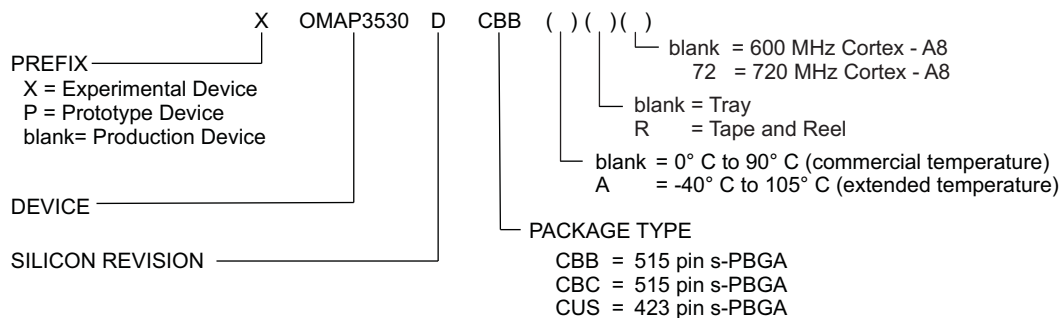 X OMAP3530 D CBB ( ) ( ) ( )
blank = 600 MHz Cortex - A8
72 = 720 MHz Cortex - A8
PREFIX
X = Experimental Device
P = Prototype Device
blank= Production Device
blank = Tray
R = Tape and Reel
blank = 0° C to 90° C (commercial temperature)
A = -40° C to 105° C (extended temperature)
DEVICE
PACKAGE TYPE
SILICON REVISION
CBB = 515 pin s-PBGA
CBC = 515 pin s-PBGA
CUS = 423 pin s-PBGA